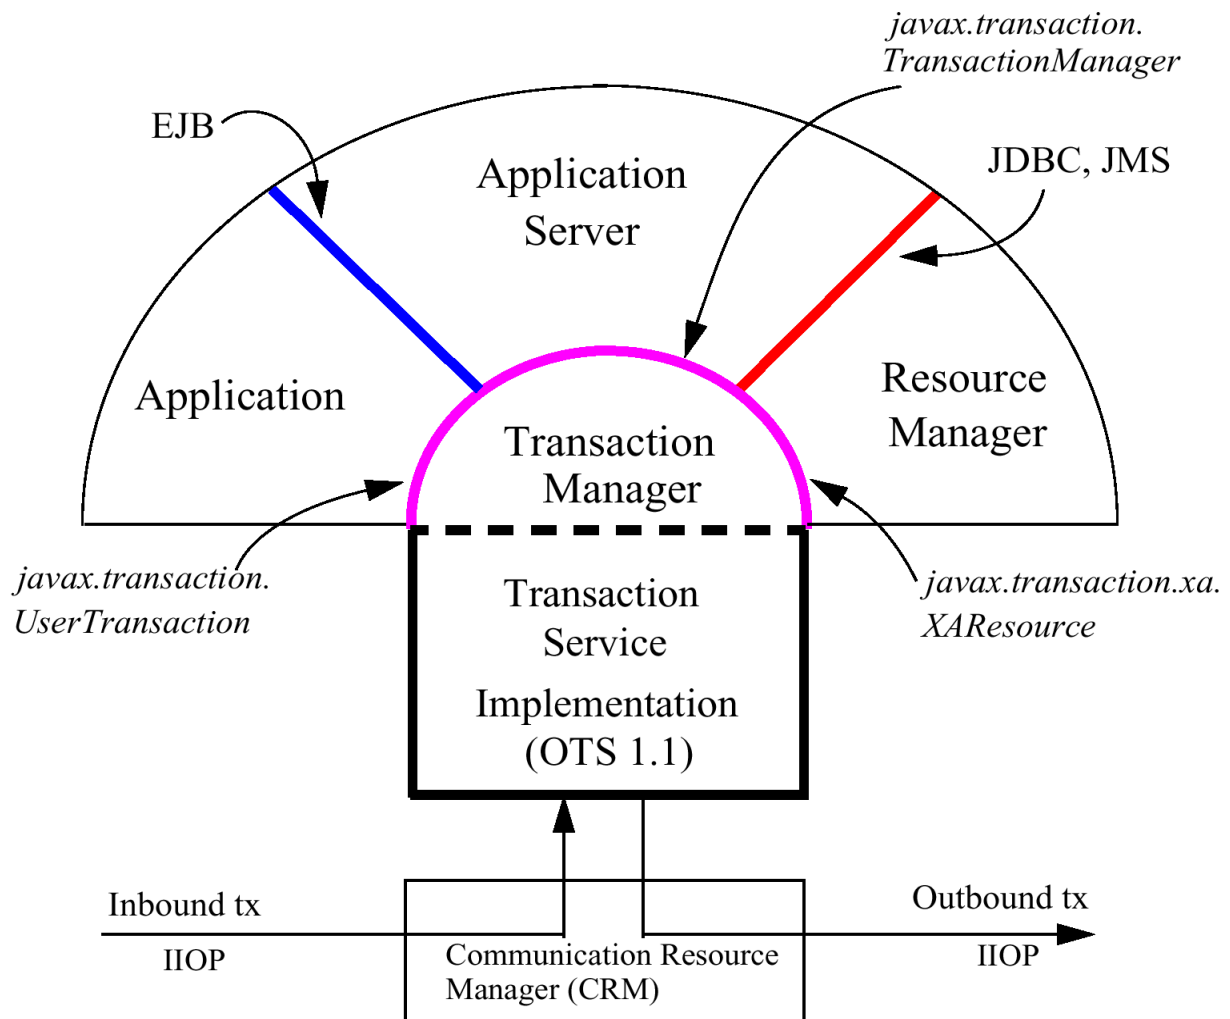 javax.transaction.
TransactionManager
EJB
JDBC, JMS
Application
Server
Application
Resource
Manager
Transaction
Manager
javax.transaction.
UserTransaction
javax.transaction.xa.
XAResource
Transaction
Service
Implementation
(OTS 1.1)
Inbound tx
IIOP
Outbound tx
IIOP
Communication Resource
Manager (CRM)